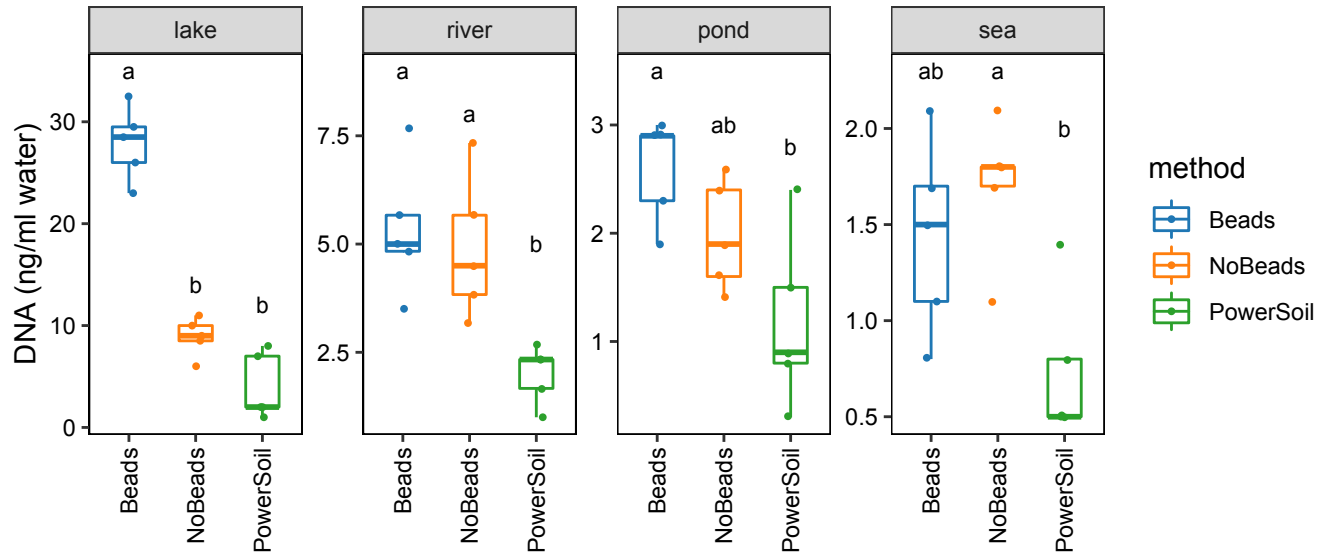 lake
river
pond
sea
DNA (ng/ml water)
30
20
10
0
a
b
b
7.5
5.0
2.5
a
a
b
3
2
1
a
ab
b
2.0
1.5
1.0
0.5
ab
a
b
Beads
NoBeads
PowerSoil
Beads
NoBeads
PowerSoil
Beads
NoBeads
PowerSoil
Beads
NoBeads
PowerSoil
method
Beads
NoBeads
PowerSoil